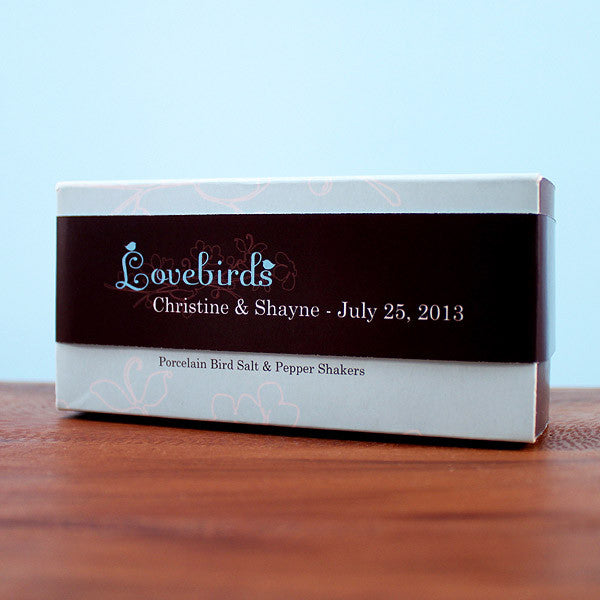 Lovebirds
Christine & Shayne - July 25, 2013
Porcelain Bird Salt & Pepper Shakers